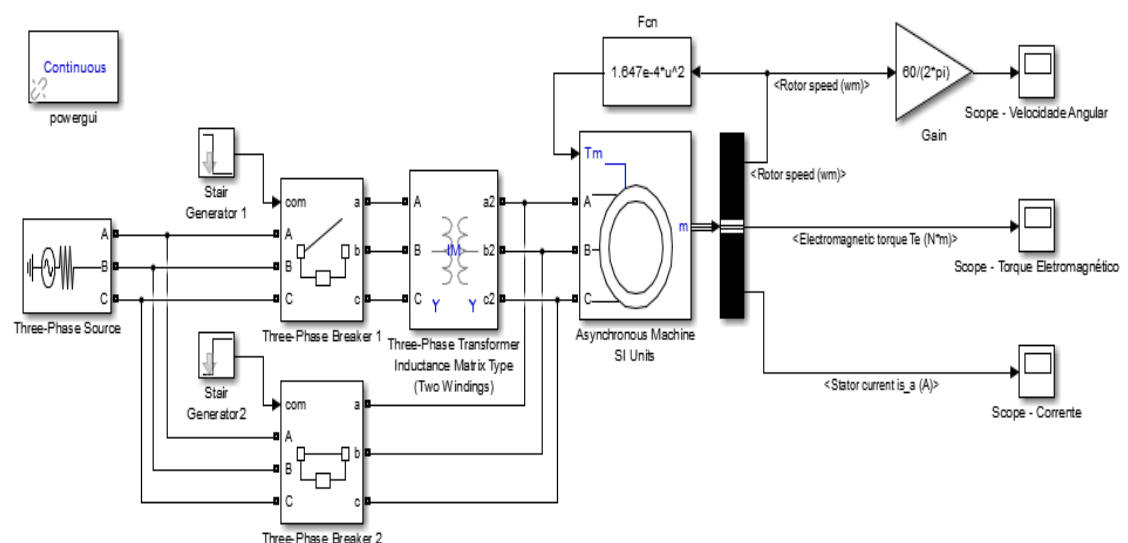 Continuous
powergui
Fcn
1.647e-4*u^2
<Rotor speed (wm)>
60/(2*pi)
Gain
Scope - Velocidade Angular
Stair
Generator 1
Three-Phase Source
A
B
C
com
A
B
C
a
b
c
Three-Phase Breaker 1
A
B
C
IM
Y
Y
a2
b2
c2
Three-Phase Transformer
Inductance Matrix Type
(Two Windings)
Tm
A
B
C
m
Asynchronous Machine
SI Units
<Rotor speed (wm)>
<Electromagnetic torque Te (N*m)>
Scope - Torque Eletromagnético
<Stator current is_a (A)>
Scope - Corrente
Stair
Generator2
com
A
B
C
a
b
c
Three-Phase Breaker 2